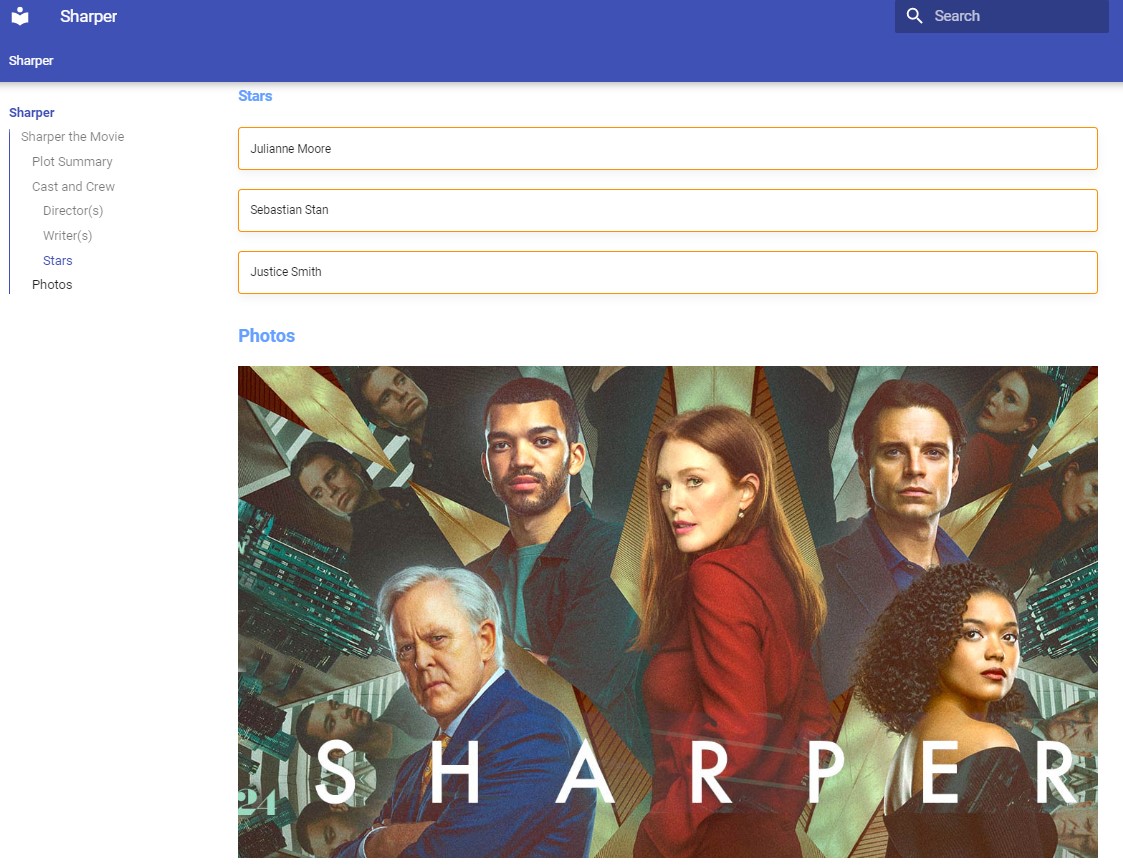 Sharper
Search
Sharper
Sharper
Sharper the Movie
Plot Summary
Cast and Crew
Director(s)
Writer(s)
Stars
Photos
Stars
Julianne Moore
Sebastian Stan
Justice Smith
Photos
SHARPER
24